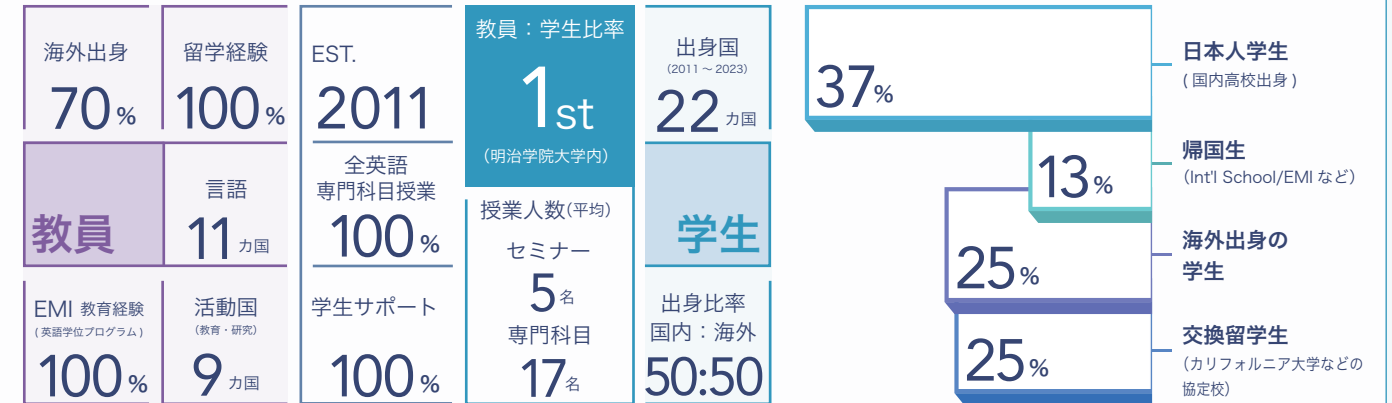 海外出身
70 %
留学経験
100 %
教員
言語
11 カ国
EMI 教育経験
( 英語学位プログラム )
100 %
活動国
（教育・研究）
9 カ国
EST.
2011
全英語
専門科目授業
100 %
学生サポート
100 %
教員：学生比率
1st
（明治学院大学内）
授業人数（平均）
セミナー
5 名
専門科目
17 名
出身国
（2011 ～ 2023）
22 カ国
学生
出身比率
国内：海外
50:50
37%
日本人学生
( 国内高校出身 )
13%
帰国生
（Int'l School/EMI など）
25%
海外出身の
学生
25%
交換留学生
（カリフォルニア大学などの
協定校）